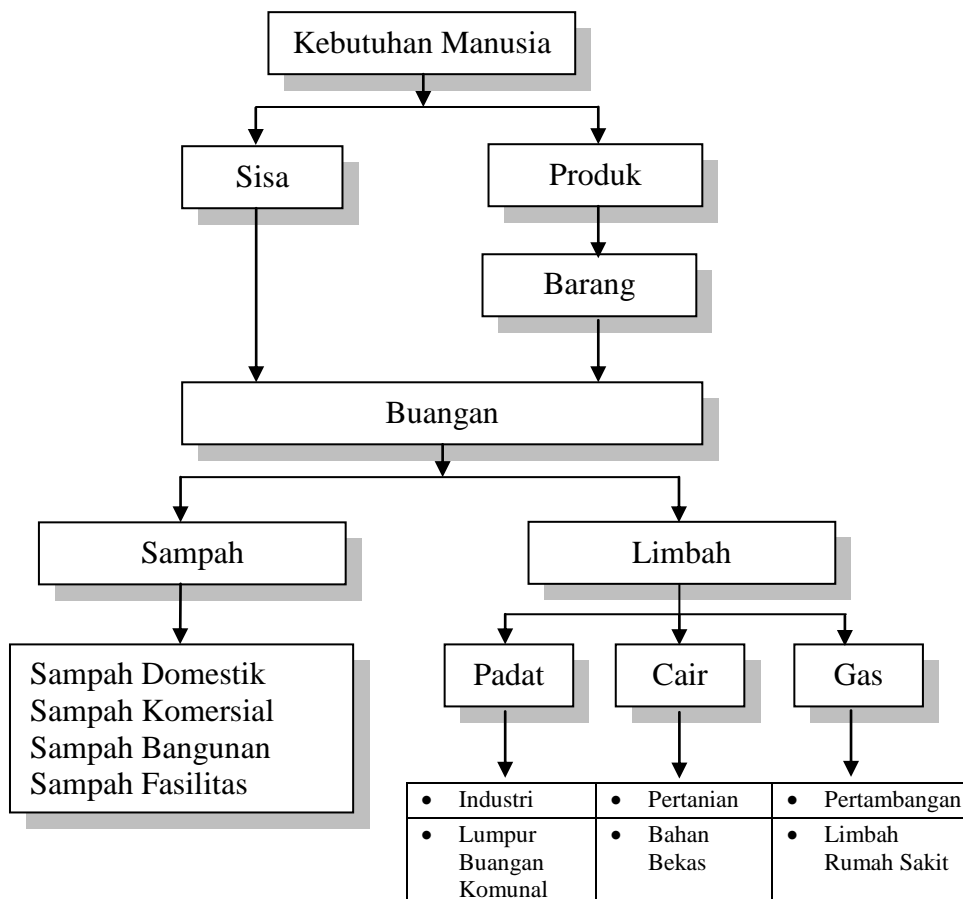 Kebutuhan Manusia
Sisa
Produk
Barang
Buangan
Sampah
Limbah
Sampah Domestik
Sampah Komersial
Sampah Bangunan
Sampah Fasilitas
Padat
Cair
Gas
• Industri
• Pertanian
• Pertambangan
• Lumpur
Buangan
Komunal
• Bahan
Bekas
• Limbah
Rumah Sakit